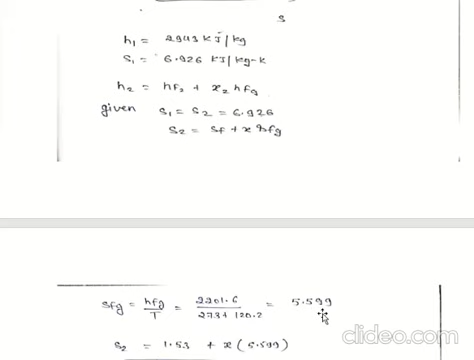 s
h₁ = 2943 kJ/kg
s₁ = 6.926 KJ/kg-k
h₂ = hf₂ + x₂ hfg₂
given s₁ = s₂ = 6.926
s₂ = sf + x sfg
sfg = hfg/T = 2201.6/273+120.2 = 5.599
s₂ = 1.53 + x(5.599)
clideo.com